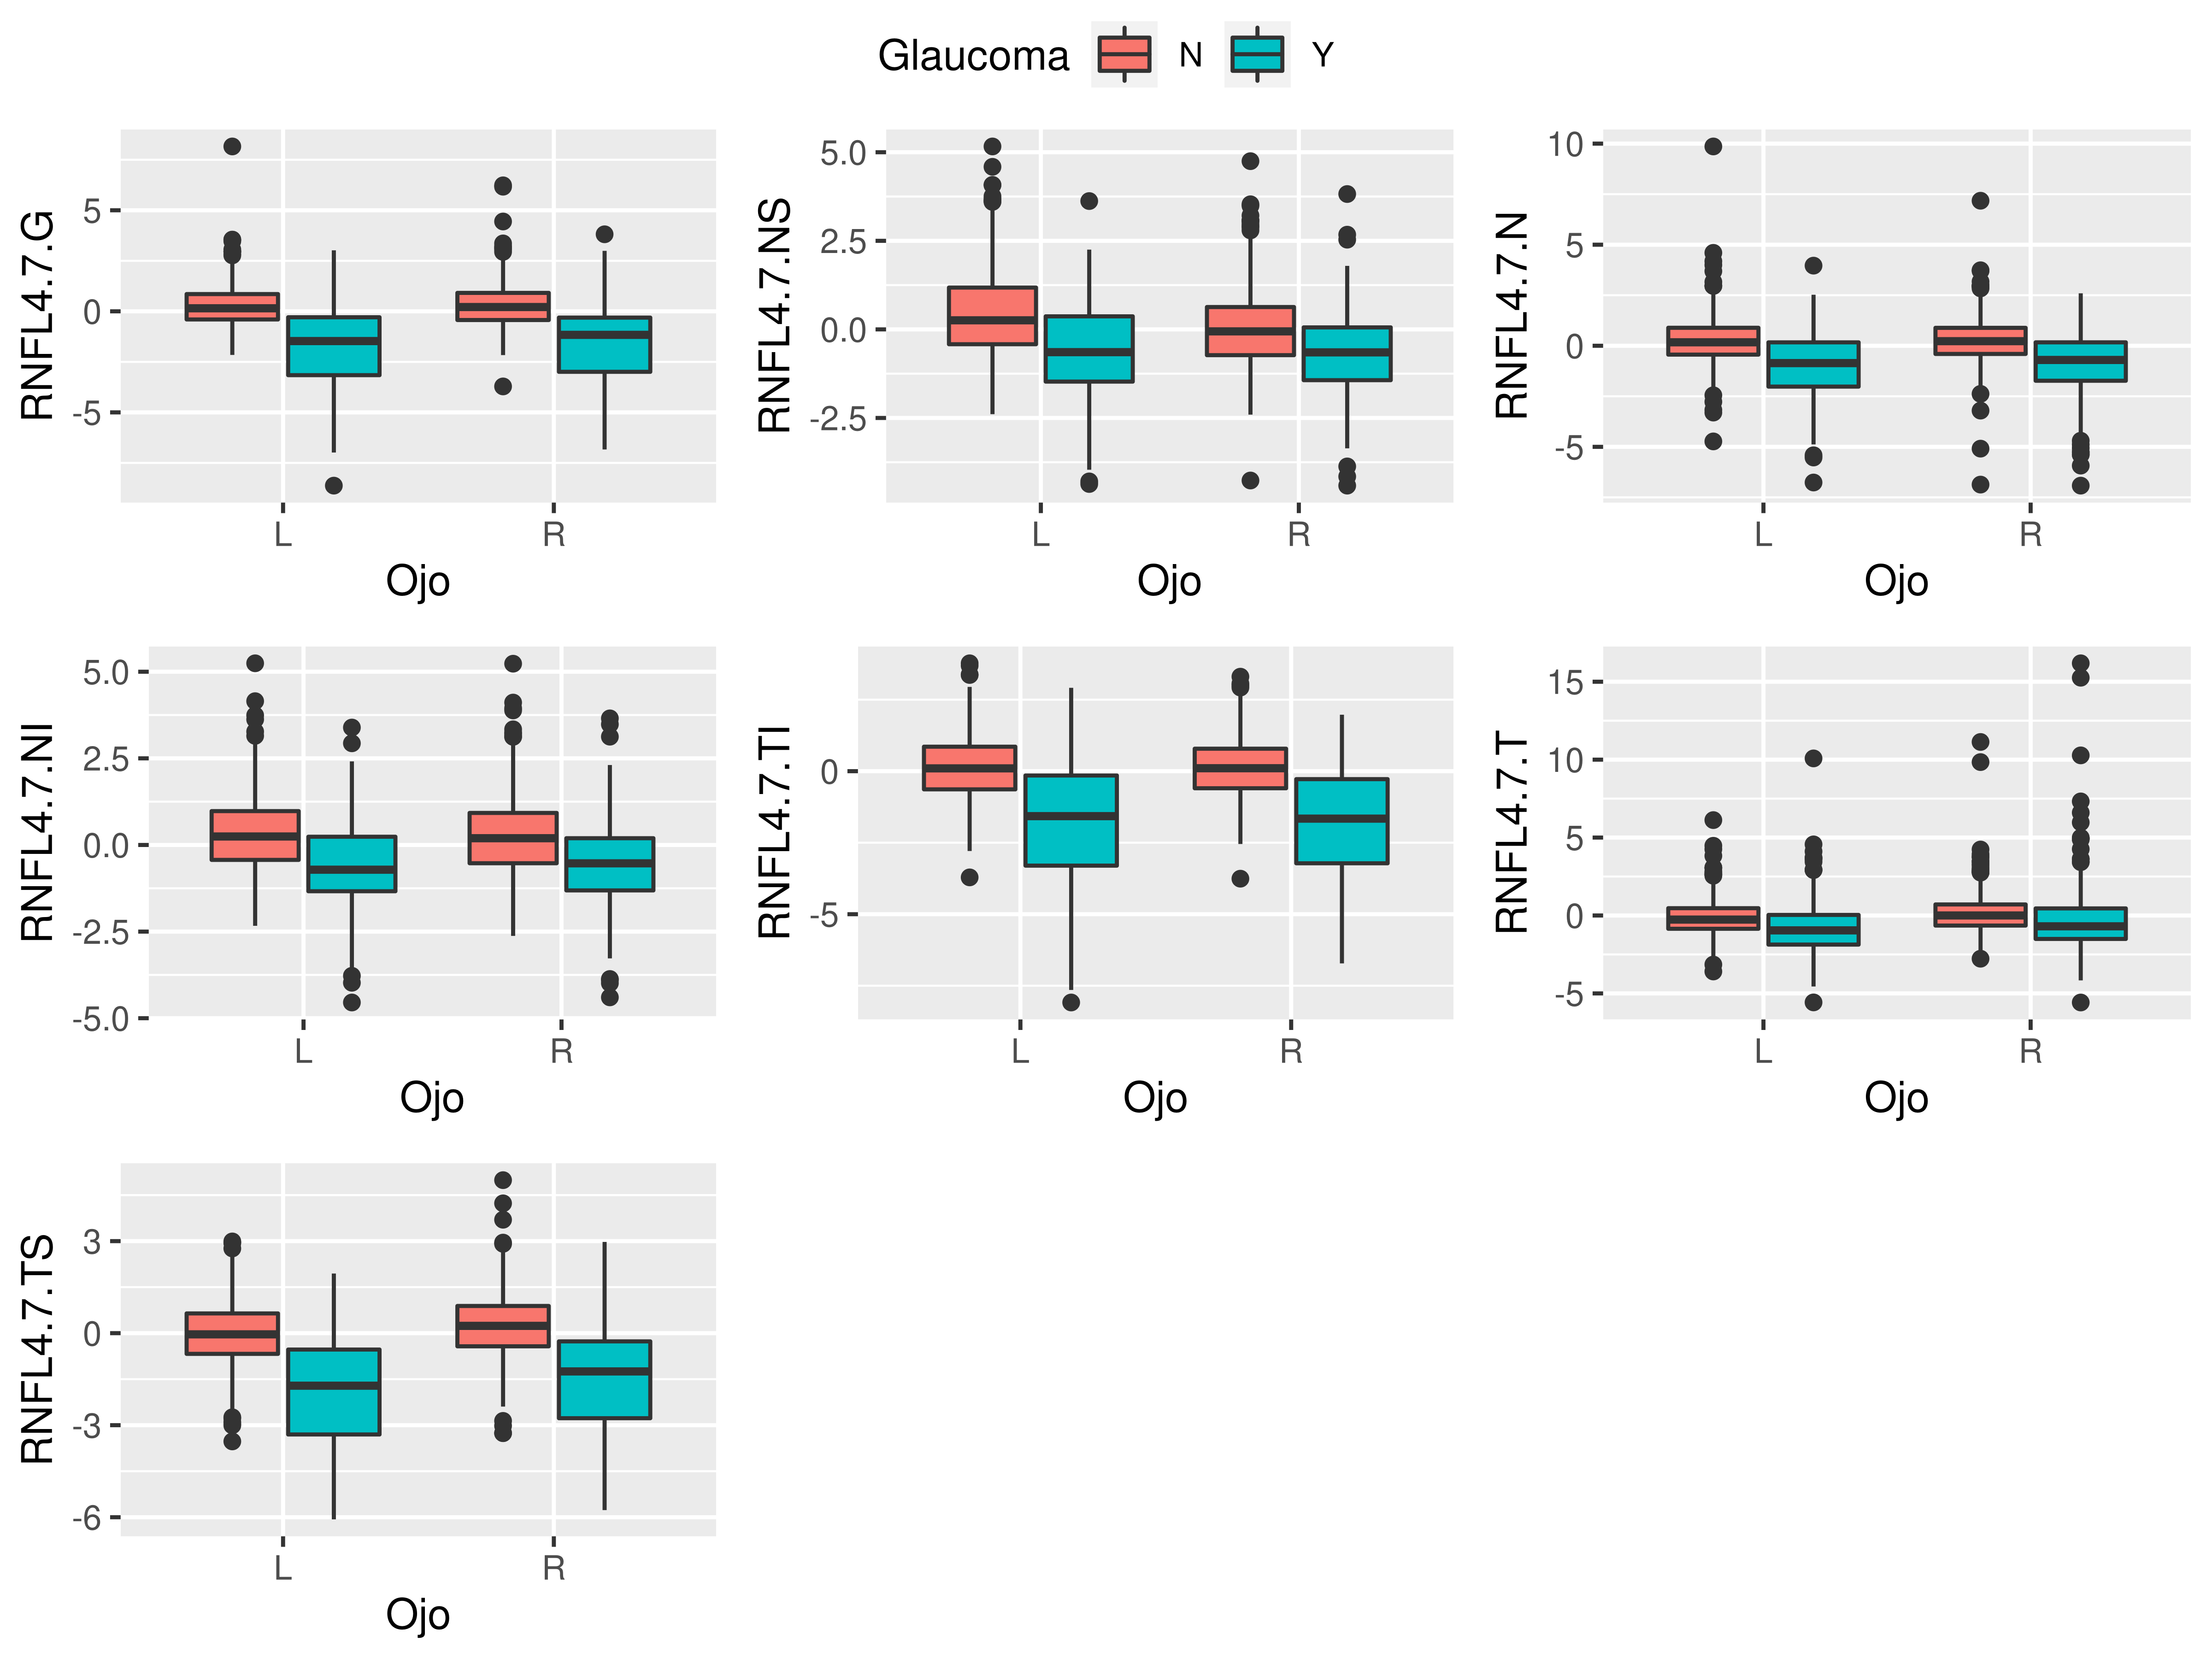 Glaucoma N Y
RNFL4.7.G
5
0
-5
L R
Ojo
RNFL4.7.NS
5.0
2.5
0.0
-2.5
L R
Ojo
RNFL4.7.N
10
5
0
-5
L R
Ojo
RNFL4.7.NI
5.0
2.5
0.0
-2.5
-5.0
L R
Ojo
RNFL4.7.TI
0
-5
L R
Ojo
RNFL4.7.T
15
10
5
0
-5
L R
Ojo
RNFL4.7.TS
3
0
-3
-6
L R
Ojo